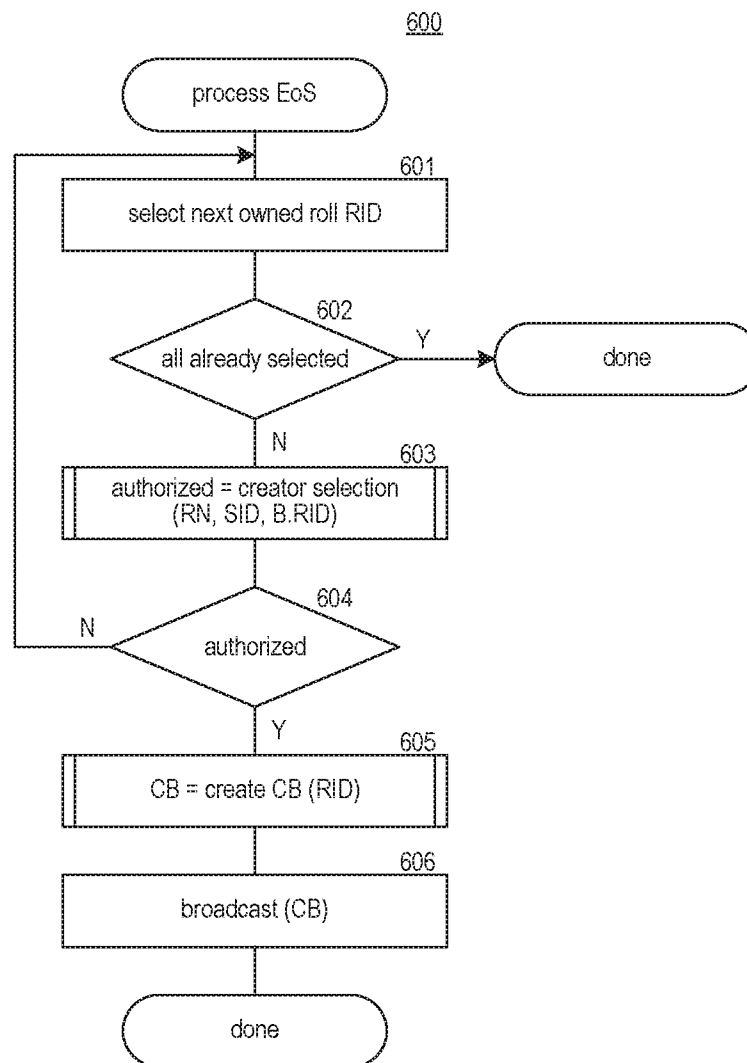 600
process EoS
601
select next owned roll RID
602
all already selected
Y
done
N
603
authorized = creator selection
(RN, SID, B.RID)
604
N
authorized
Y
605
CB = create CB (RID)
606
broadcast (CB)
done